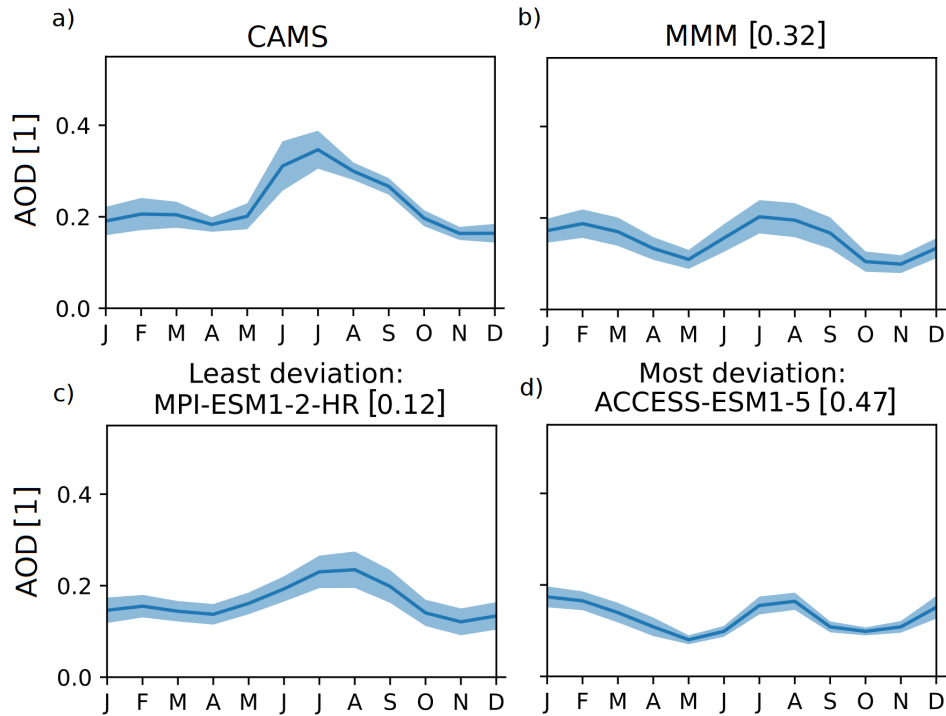 a)
CAMS
b)
MMM [0.32]
AOD [1]
0.4
0.2
0.0
J F M A M J J A S O N D
J F M A M J J A S O N D
c)
Least deviation:
MPI-ESM1-2-HR [0.12]
d)
Most deviation:
ACCESS-ESM1-5 [0.47]
AOD [1]
0.4
0.2
0.0
J F M A M J J A S O N D
J F M A M J J A S O N D